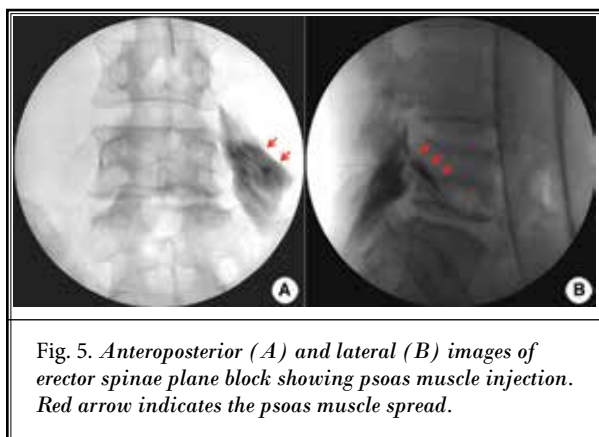 A
B
Fig. 5. Anteroposterior (A) and lateral (B) images of
erector spinae plane block showing psoas muscle injection.
Red arrow indicates the psoas muscle spread.